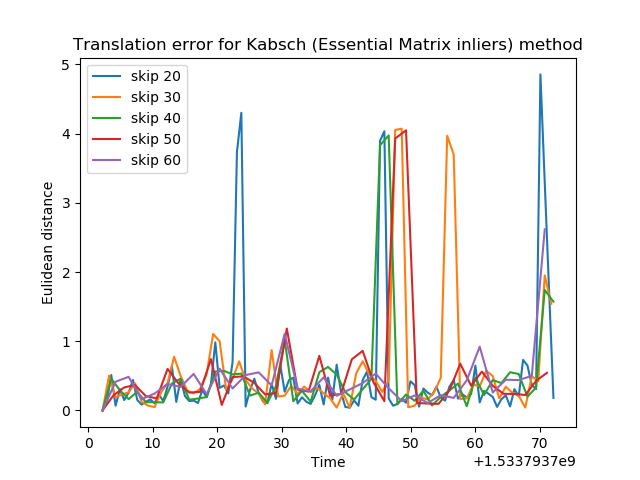 Translation error for Kabsch (Essential Matrix inliers) method
skip 20
skip 30
skip 40
skip 50
skip 60
Eulidean distance
5
4
3
2
1
0
0 10 20 30 40 50 60 70
Time
+1.5337937e9